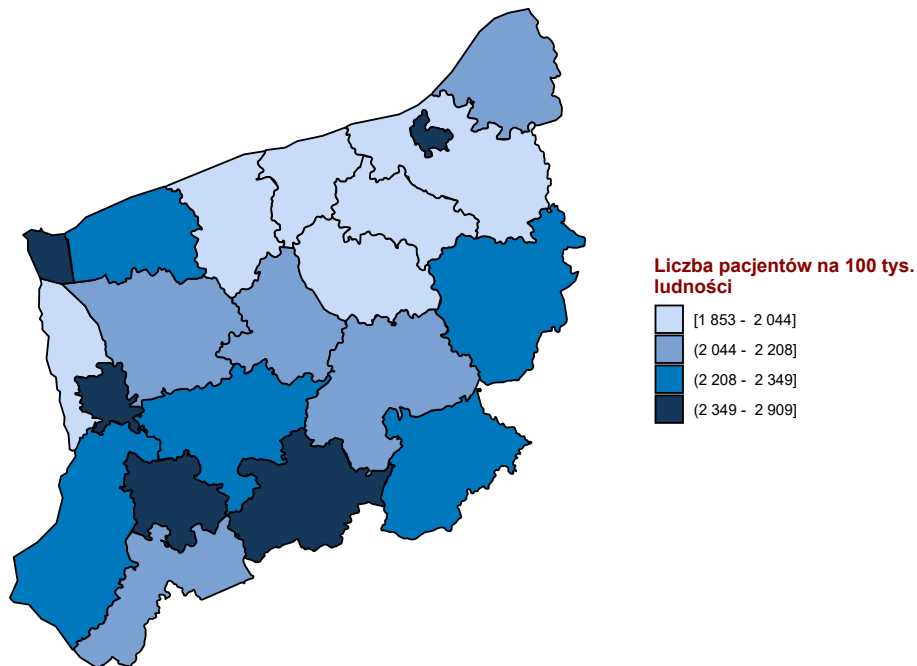 Liczba pacjentów na 100 tys.
ludności
[1 853 - 2 044]
(2 044 - 2 208]
(2 208 - 2 349]
(2 349 - 2 909]